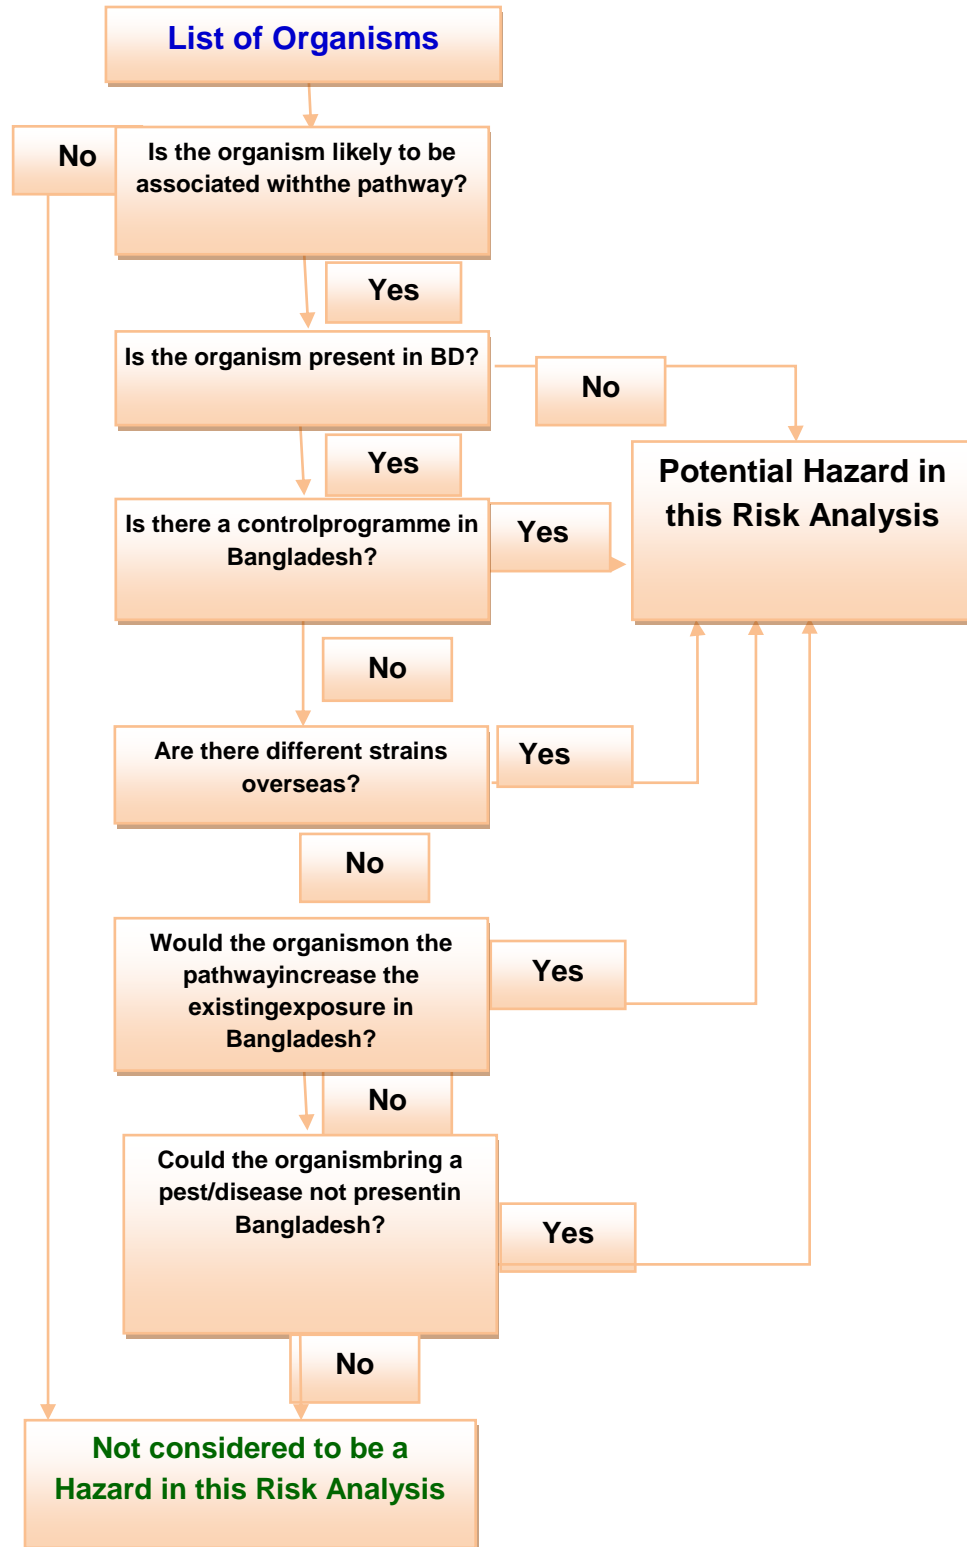 List of Organisms
No
Is the organism likely to be
associated withthe pathway?
Yes
Is the organism present in BD?
No
Yes
Potential Hazard in
this Risk Analysis
Is there a controlprogramme in
Bangladesh?
Yes
No
Are there different strains
overseas?
Yes
No
Would the organismon the
pathwayincrease the
existingexposure in
Bangladesh?
Yes
No
Could the organismbring a
pest/disease not presentin
Bangladesh?
Yes
No
Not considered to be a
Hazard in this Risk Analysis